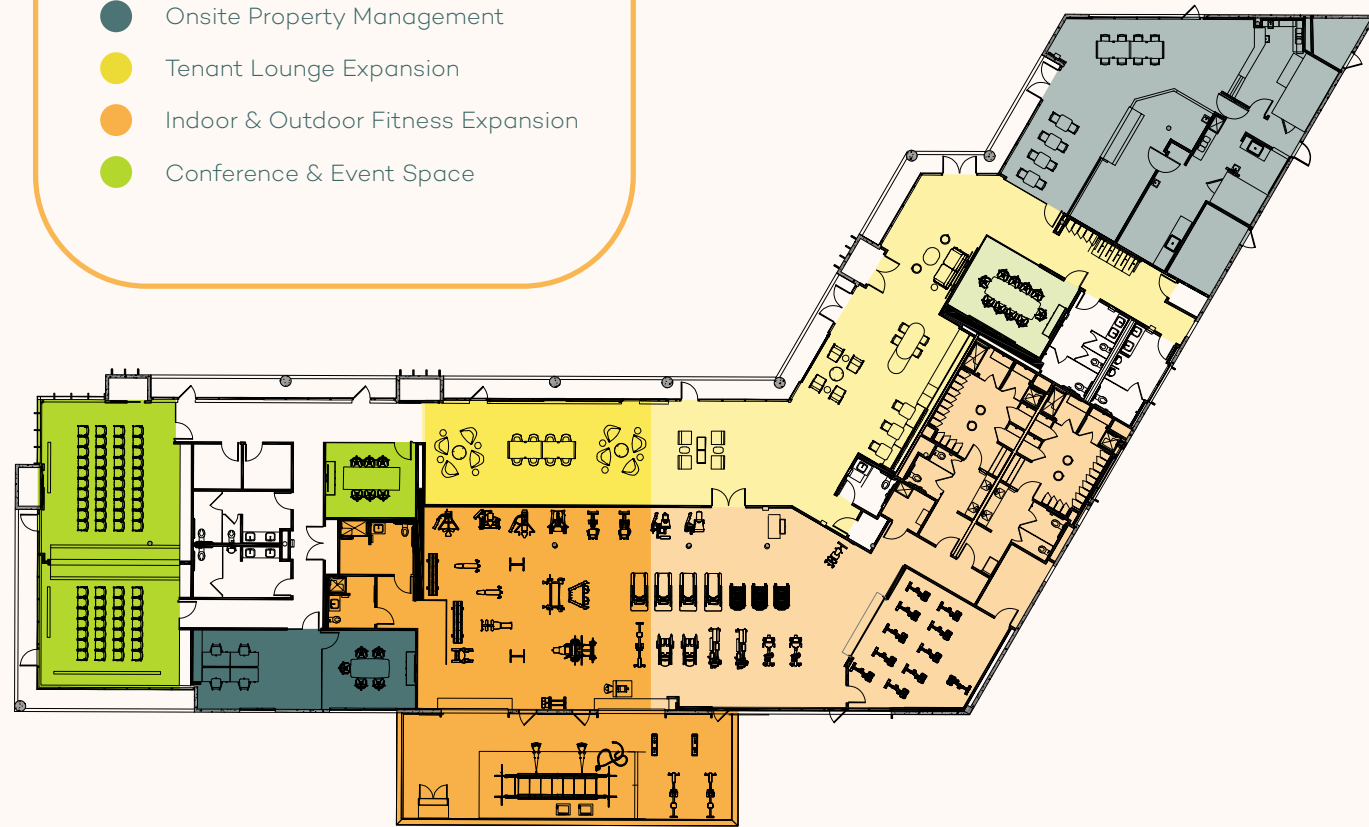 Onsite Property Management
Tenant Lounge Expansion
Indoor & Outdoor Fitness Expansion
Conference & Event Space